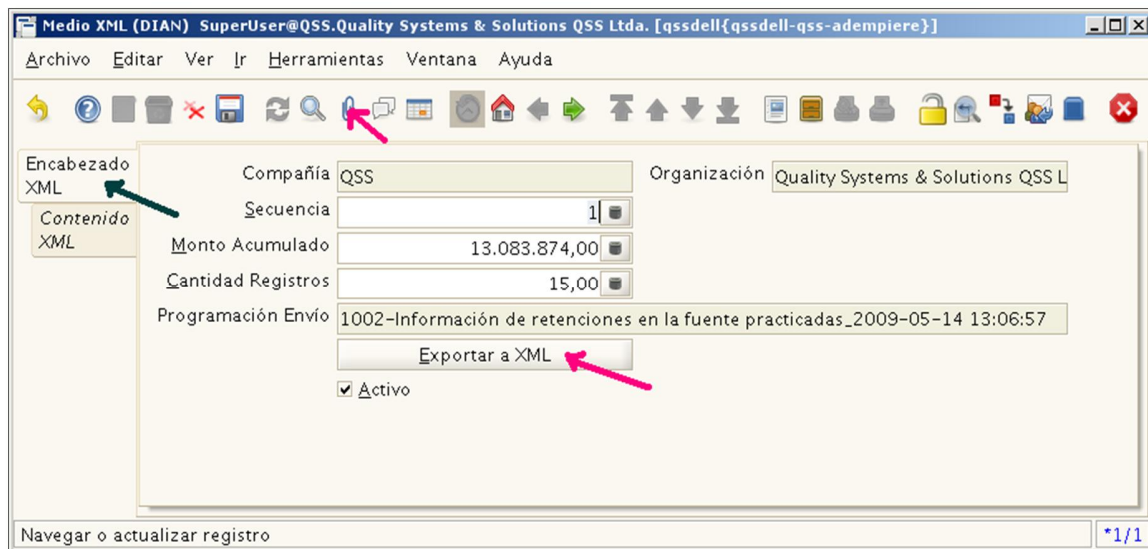 Medio XML (DIAN) SuperUser@QSS.Quality Systems & Solutions QSS Ltda. [qssdell{qssdell-qss-adempiere}]
Archivo Editar Ver Ir Herramientas Ventana Ayuda
Encabezado
XML
Contenido
XML
Compañía QSS Organización Quality Systems & Solutions QSS L
Secuencia 1
Monto Acumulado 13.083.874,00
Cantidad Registros 15,00
Programación Envío 1002-Información de retenciones en la fuente practicadas_2009-05-14 13:06:57
Exportar a XML
Activo
Navegar o actualizar registro *1/1